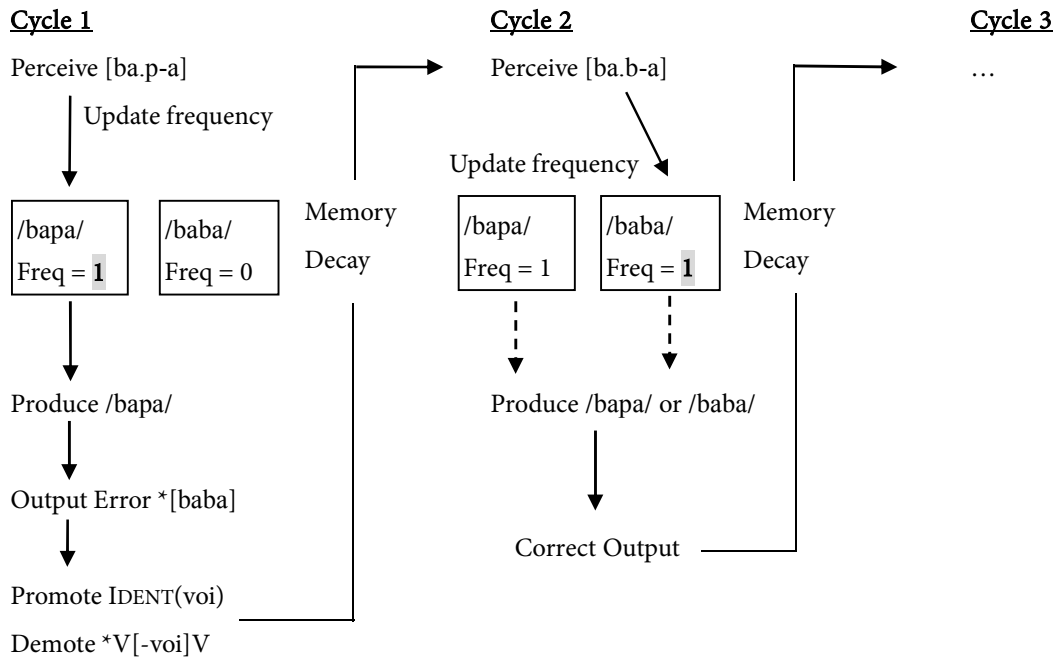 Cycle 1
Perceive [ba.p-a]
Update frequency
/bapa/
Freq = 1
/baba/
Freq = 0
Memory
Decay
Produce /bapa/
Output Error *[baba]
Promote IDENT(voi)
Demote *V[-voi]V
Cycle 2
Perceive [ba.b-a]
Update frequency
/bapa/
Freq = 1
/baba/
Freq = 1
Memory
Decay
Produce /bapa/ or /baba/
Correct Output
Cycle 3
…